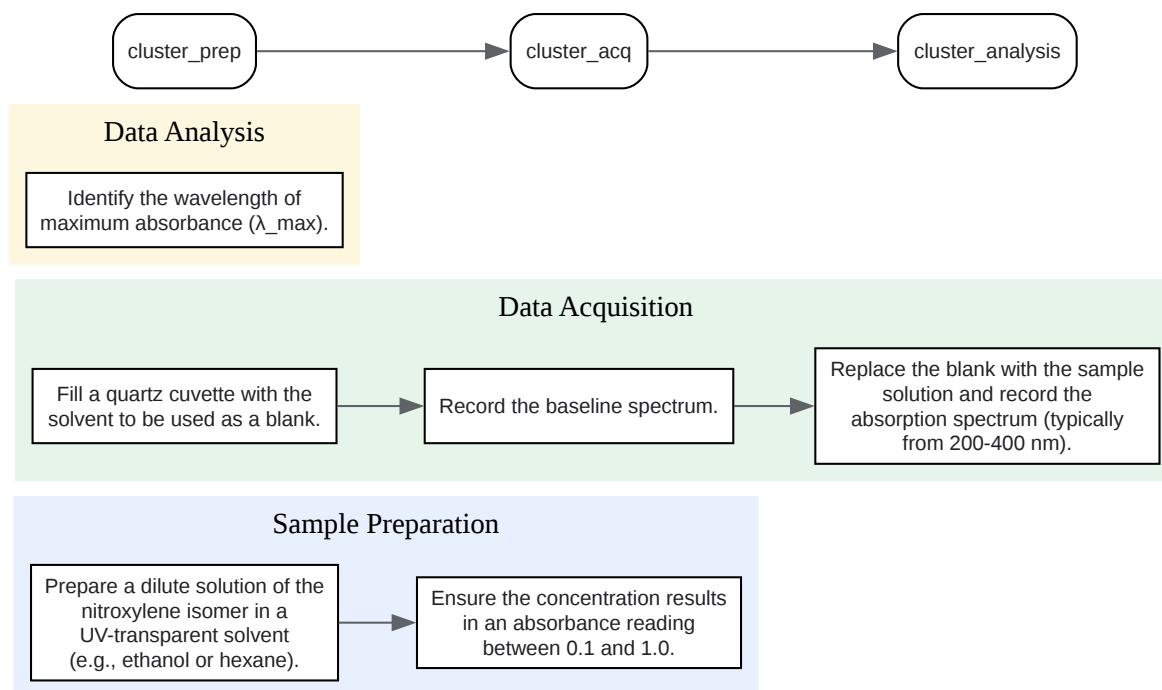 cluster_prep
cluster_acq
cluster_analysis
Data Analysis
Identify the wavelength of
maximum absorbance (λ_max).
Data Acquisition
Fill a quartz cuvette with the
solvent to be used as a blank.
Record the baseline spectrum.
Replace the blank with the sample
solution and record the
absorption spectrum (typically
from 200-400 nm).
Sample Preparation
Prepare a dilute solution of the
nitroxylene isomer in a
UV-transparent solvent
(e.g., ethanol or hexane).
Ensure the concentration results
in an absorbance reading
between 0.1 and 1.0.